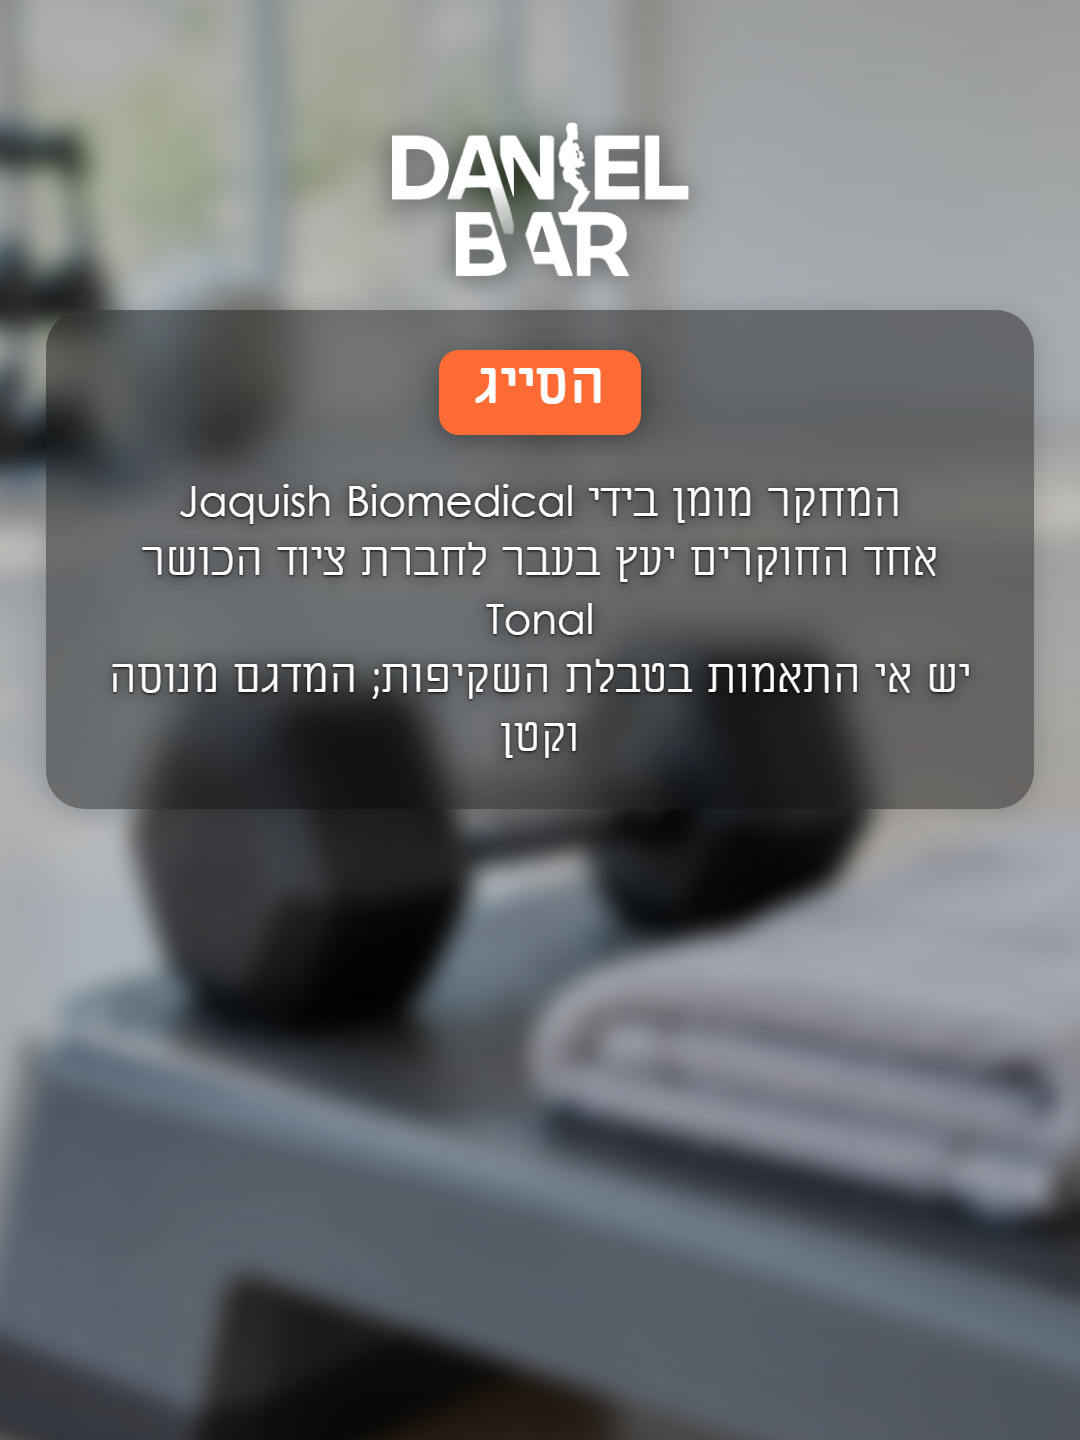 DANIEL
BAR
הסייג
המחקר מומן בידי Jaquish Biomedical
אחד החוקרים יעץ בעבר לחברת ציוד הכושר
Tonal
יש אי התאמות בטבלת השקיפות; המדגם מנוסה
וקטן